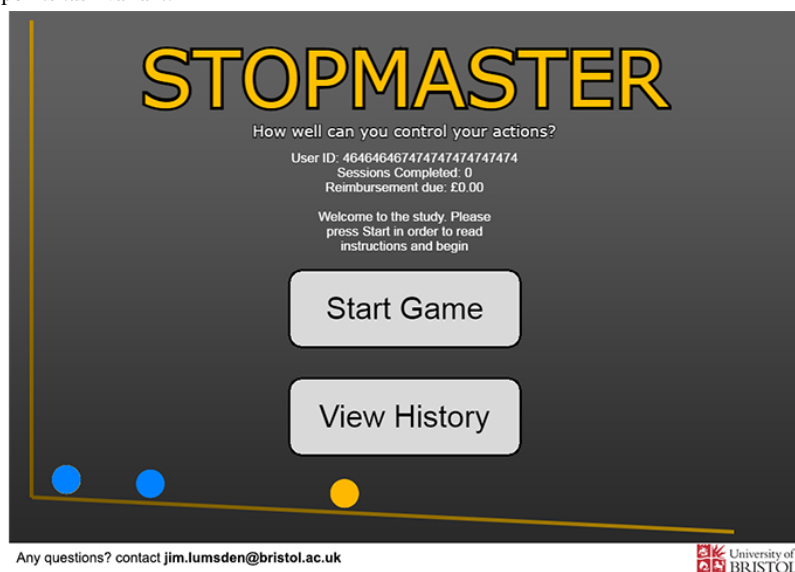 STOPMASTER
How well can you control your actions?
User ID: 464646467474747474747474
Sessions Completed: 0
Reimbursement due: £0.00
Welcome to the study. Please
press Start in order to read
instructions and begin
Start Game
View History
Any questions? contact jim.lumsden@bristol.ac.uk
University of
BRISTOL